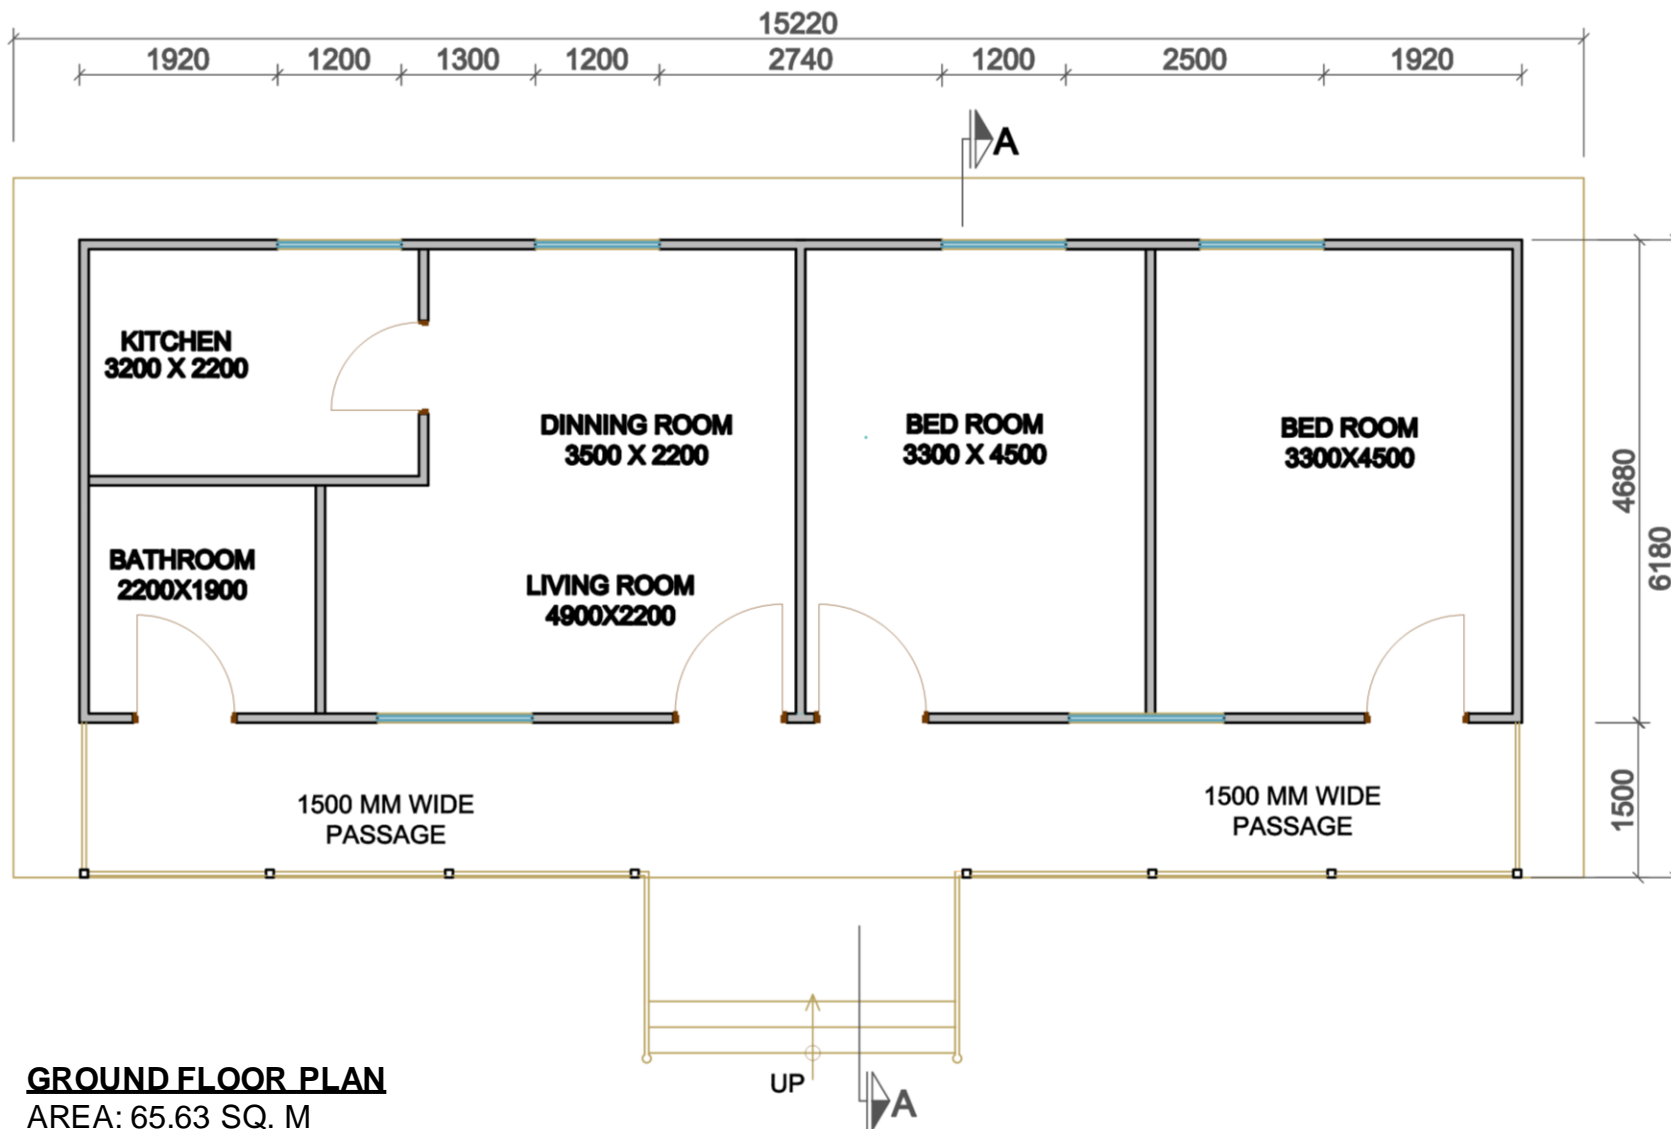 15220
1920 1200 1300 1200 2740 1200 2500 1920
A
KITCHEN
3200 X 2200
DINNING ROOM
3500 X 2200
BED ROOM
3300 X 4500
BED ROOM
3300X4500
4680
6180
BATHROOM
2200X1900
LIVING ROOM
4900X2200
1500 MM WIDE
PASSAGE
1500 MM WIDE
PASSAGE
1500
UP
A
GROUND FLOOR PLAN
AREA: 65.63 SQ. M